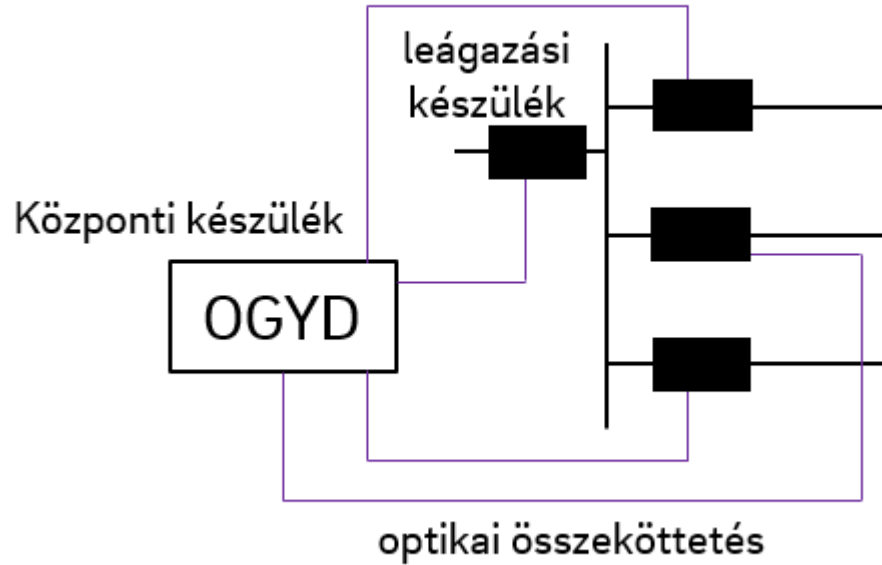 leágazási
készülék
Központi készülék
OGYD
optikai összeköttetés